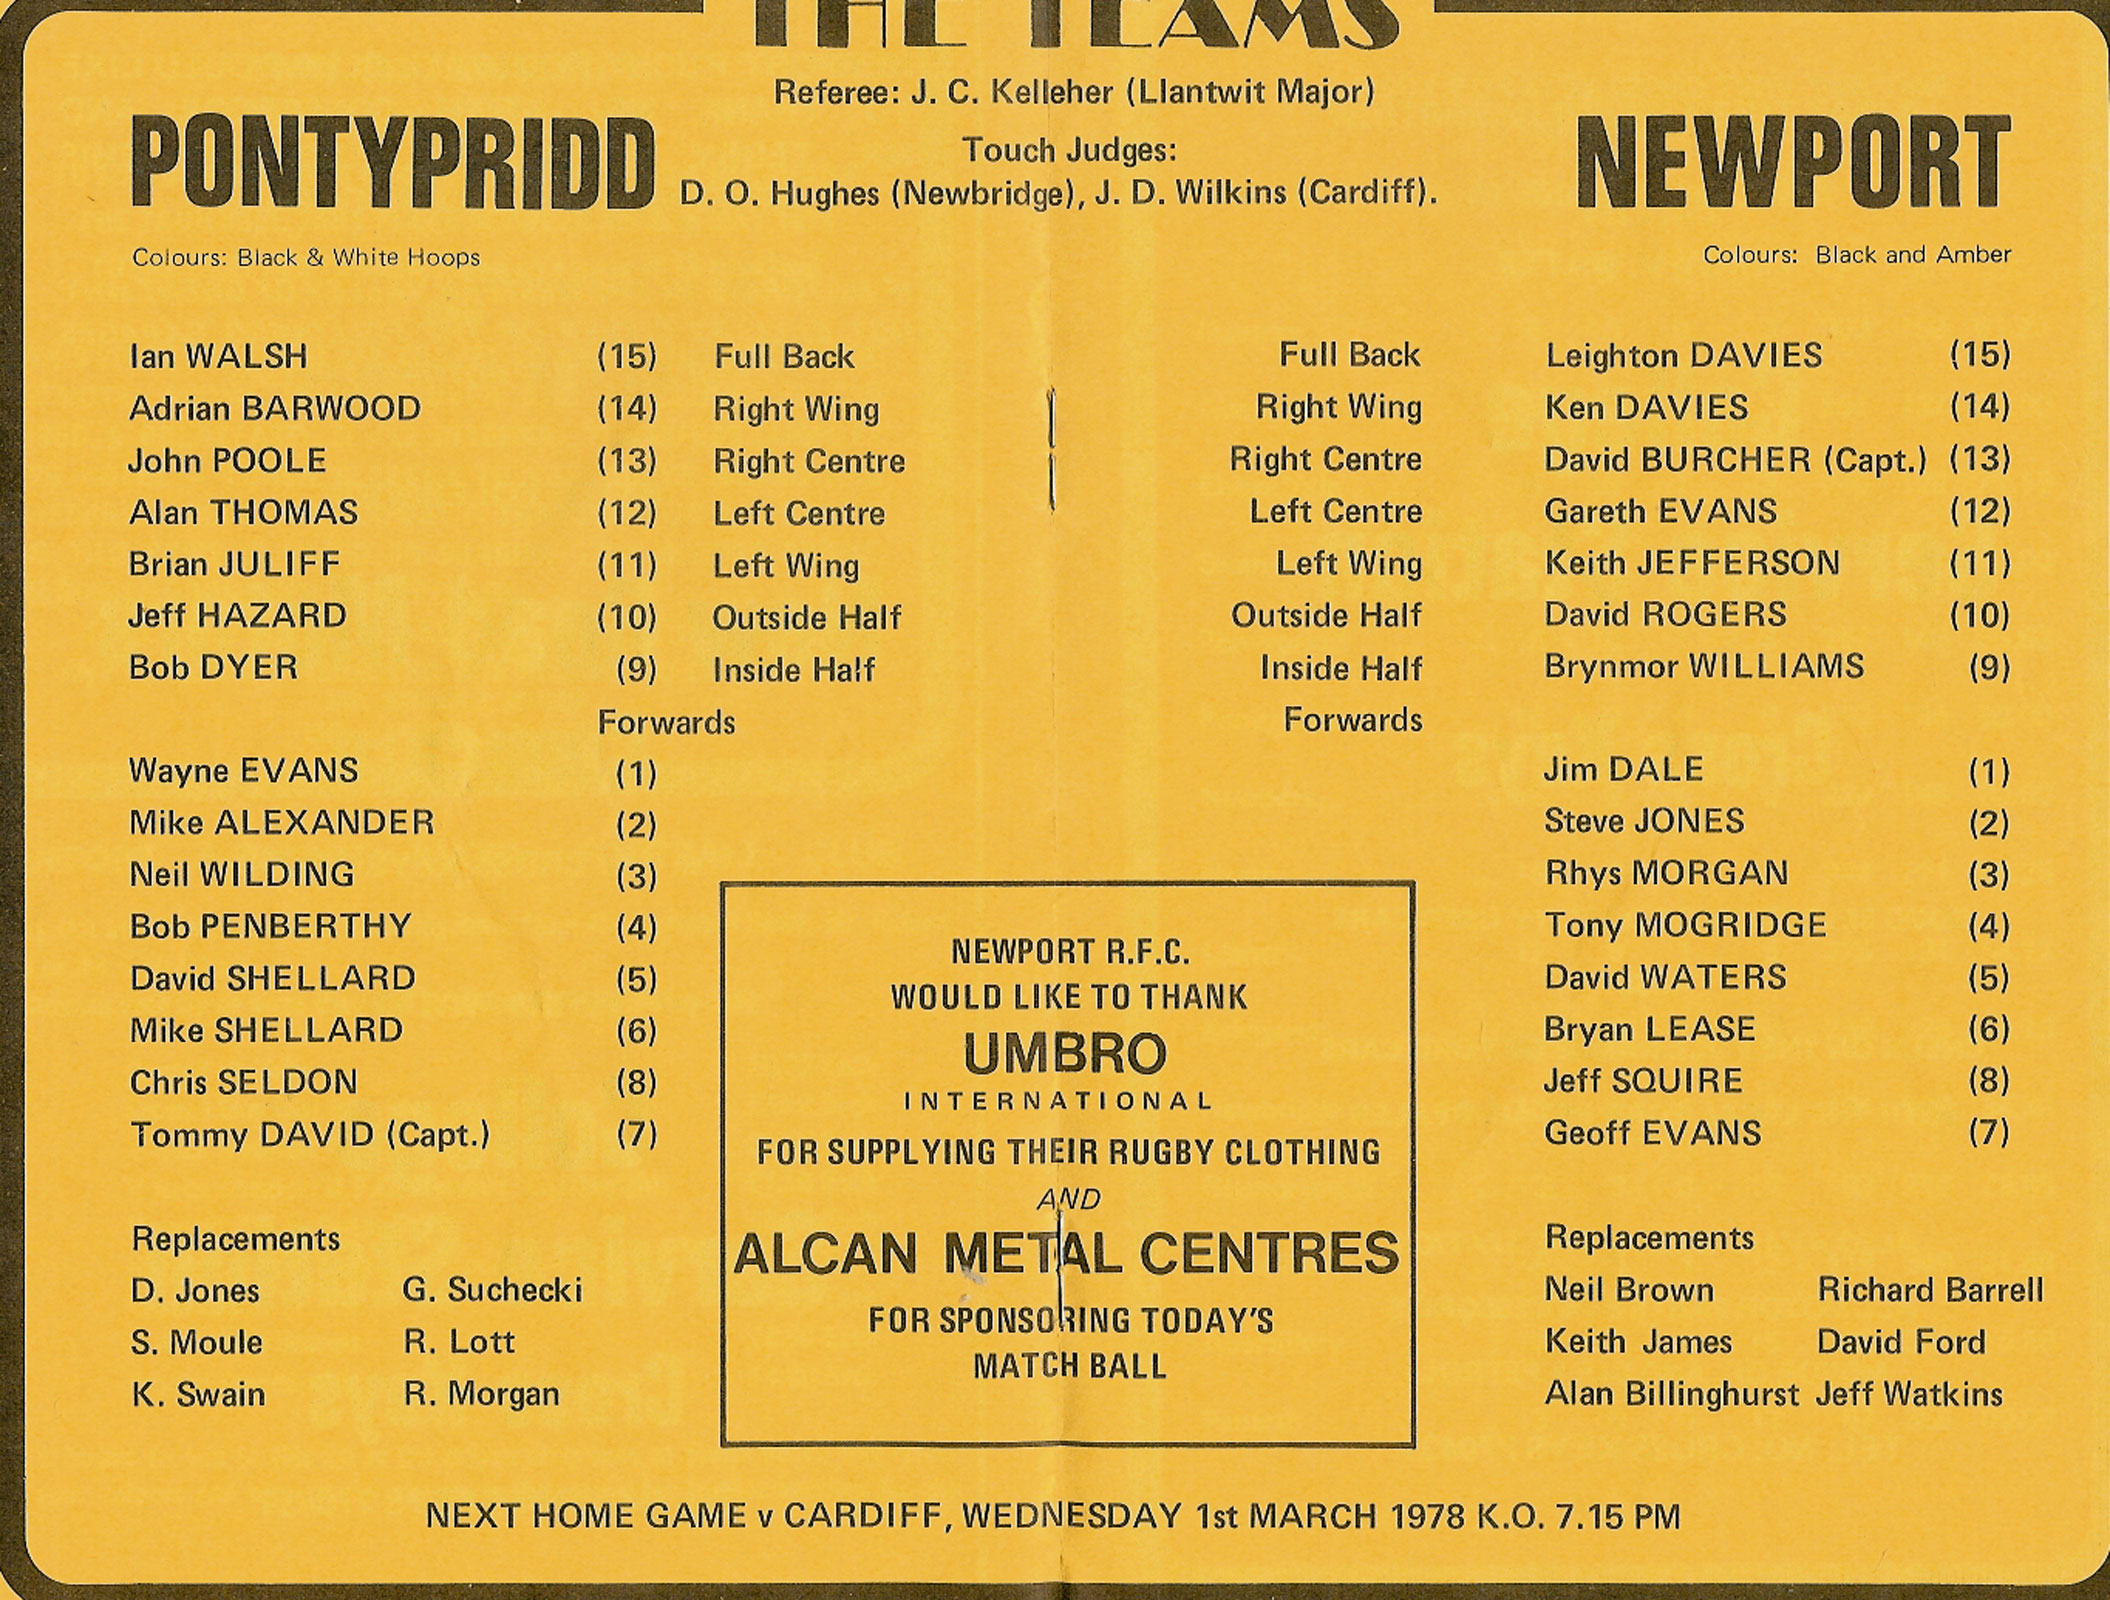 THE TEAMS
Referee: J. C. Kelleher (Llantwit Major)
PONTYPRIDD
Touch Judges:
D. O. Hughes (Newbridge), J. D. Wilkins (Cardiff).
NEWPORT
Colours: Black & White Hoops
Colours: Black and Amber
Ian WALSH (15) Full Back
Full Back Leighton DAVIES (15)
Adrian BARWOOD (14) Right Wing
Right Wing Ken DAVIES (14)
John POOLE (13) Right Centre
Right Centre David BURCHER (Capt.) (13)
Alan THOMAS (12) Left Centre
Left Centre Gareth EVANS (12)
Brian JULIFF (11) Left Wing
Left Wing Keith JEFFERSON (11)
Jeff HAZARD (10) Outside Half
Outside Half David ROGERS (10)
Bob DYER (9) Inside Half
Inside Half Brynmor WILLIAMS (9)
Forwards
Forwards
Wayne EVANS (1)
Jim DALE (1)
Mike ALEXANDER (2)
Steve JONES (2)
Neil WILDING (3)
Rhys MORGAN (3)
Bob PENBERTHY (4)
Tony MOGRIDGE (4)
David SHELLARD (5)
David WATERS (5)
Mike SHELLARD (6)
Bryan LEASE (6)
Chris SELDON (8)
Jeff SQUIRE (8)
Tommy DAVID (Capt.) (7)
Geoff EVANS (7)
NEWPORT R.F.C.
WOULD LIKE TO THANK
UMBRO
INTERNATIONAL
FOR SUPPLYING THEIR RUGBY CLOTHING
AND
ALCAN METAL CENTRES
FOR SPONSORING TODAY'S
MATCH BALL
Replacements
D. Jones G. Suchecki
S. Moule R. Lott
K. Swain R. Morgan
Replacements
Neil Brown Richard Barrell
Keith James David Ford
Alan Billinghurst Jeff Watkins
NEXT HOME GAME v CARDIFF, WEDNESDAY 1st MARCH 1978 K.O. 7.15 PM